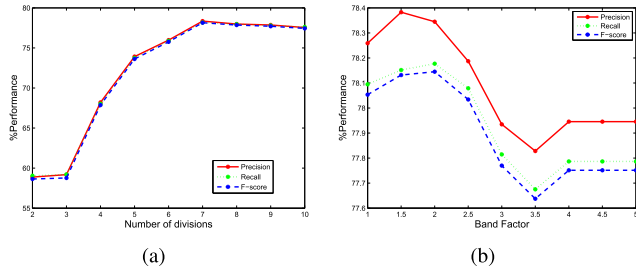 80
75
70
65
60
55
%Performance
2 3 4 5 6 7 8 9 10
Number of divisions
Precision
Recall
F-score
(a)
78.4
78.3
78.2
78.1
78
77.9
77.8
77.7
77.6
%Performance
1 1.5 2 2.5 3 3.5 4 4.5 5
Band Factor
Precision
Recall
F-score
(b)